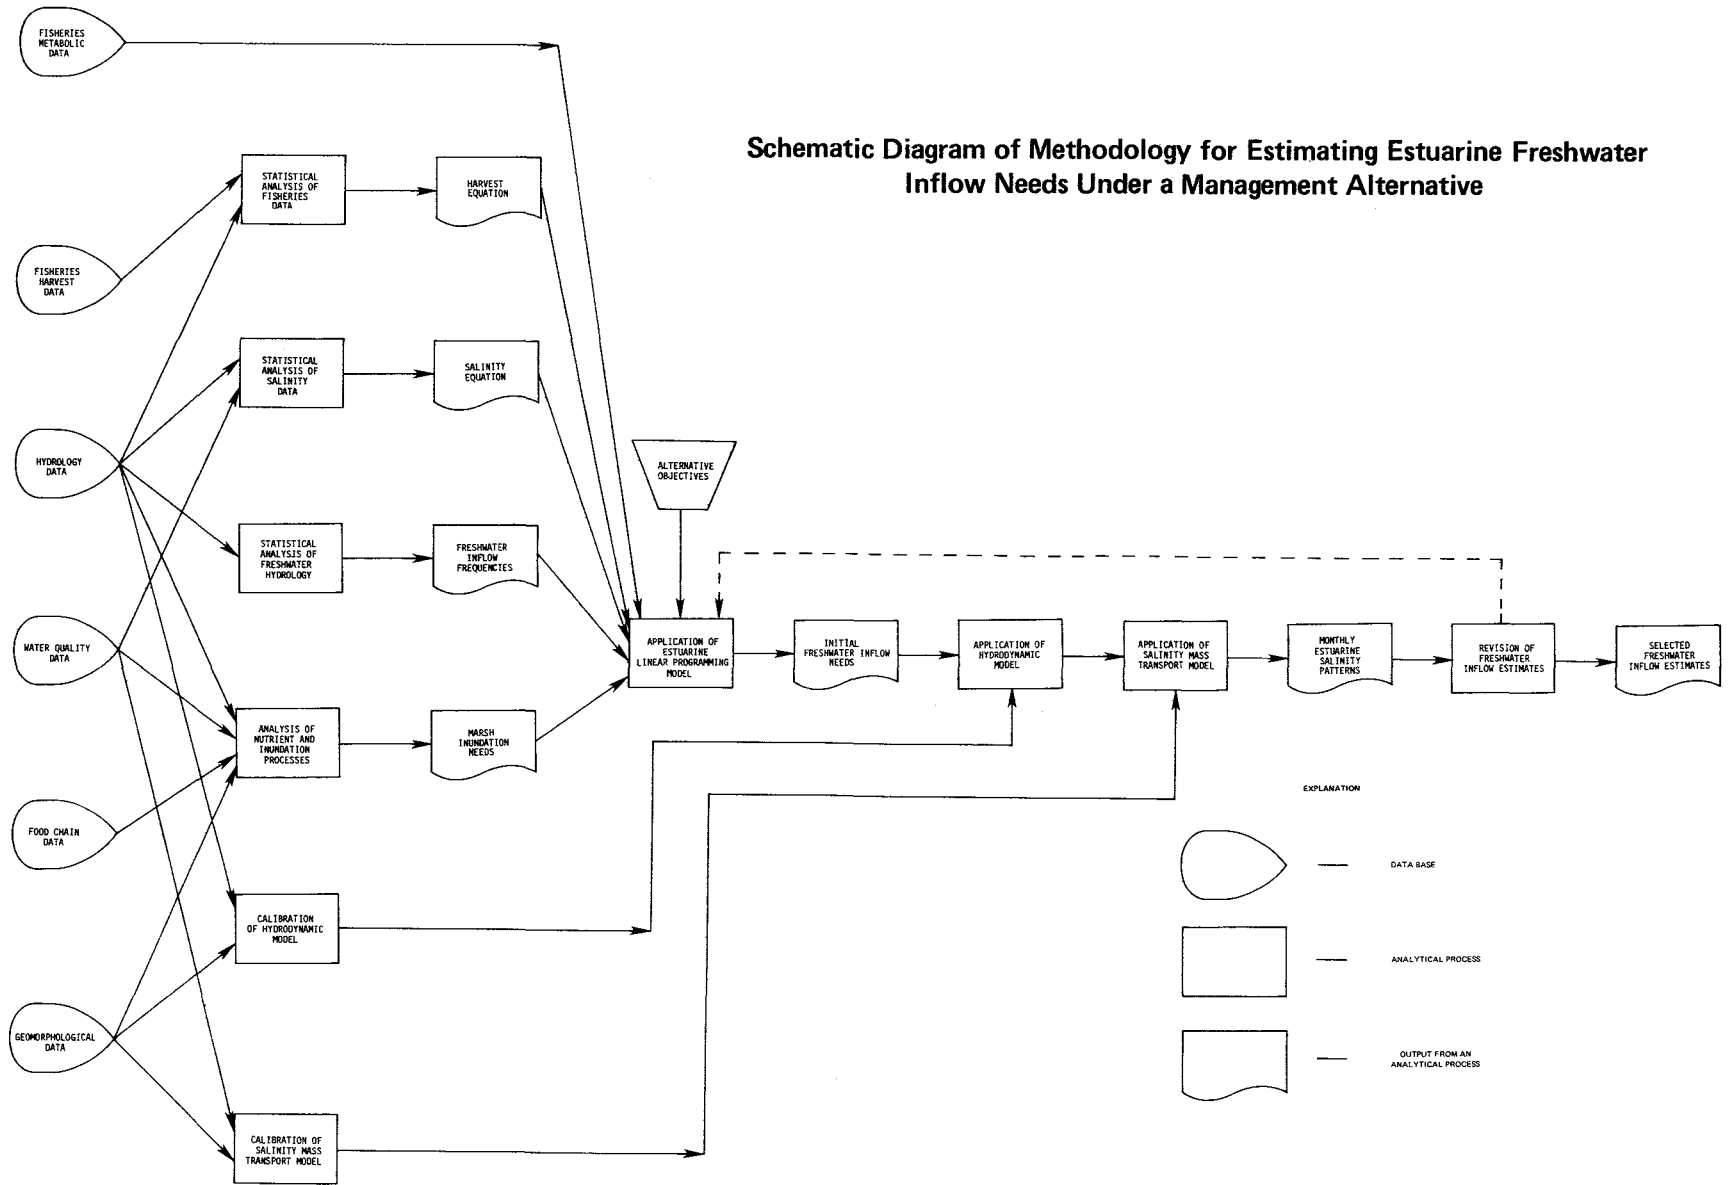 FISHERIES
METABOLIC
DATA
Schematic Diagram of Methodology for Estimating Estuarine Freshwater
Inflow Needs Under a Management Alternative
STATISTICAL
ANALYSIS OF
FISHERIES
DATA
HARVEST
EQUATION
FISHERIES
HARVEST
DATA
STATISTICAL
ANALYSIS OF
SALINITY
DATA
SALINITY
EQUATION
HYDROLOGY
DATA
ALTERNATIVE
OBJECTIVES
STATISTICAL
ANALYSIS OF
FRESHWATER
HYDROLOGY
FRESHWATER
INFLOW
FREQUENCIES
WATER QUALITY
DATA
APPLICATION OF
ESTUARINE
LINEAR PROGRAMMING
MODEL
INITIAL
FRESHWATER INFLOW
NEEDS
APPLICATION OF
HYDRODYNAMIC
MODEL
APPLICATION OF
SALINITY MASS
TRANSPORT MODEL
MONTHLY
ESTUARINE
SALINITY
PATTERNS
REVISION OF
FRESHWATER
INFLOW ESTIMATES
SELECTED
FRESHWATER
INFLOW ESTIMATES
ANALYSIS OF
NUTRIENT AND
INUNDATION
PROCESSES
MARSH
INUNDATION
NEEDS
FOOD CHAIN
DATA
CALIBRATION
OF HYDRODYNAMIC
MODEL
GEOMORPHOLOGICAL
DATA
CALIBRATION OF
SALINITY MASS
TRANSPORT MODEL
EXPLANATION
DATA BASE
ANALYTICAL PROCESS
OUTPUT FROM AN
ANALYTICAL PROCESS